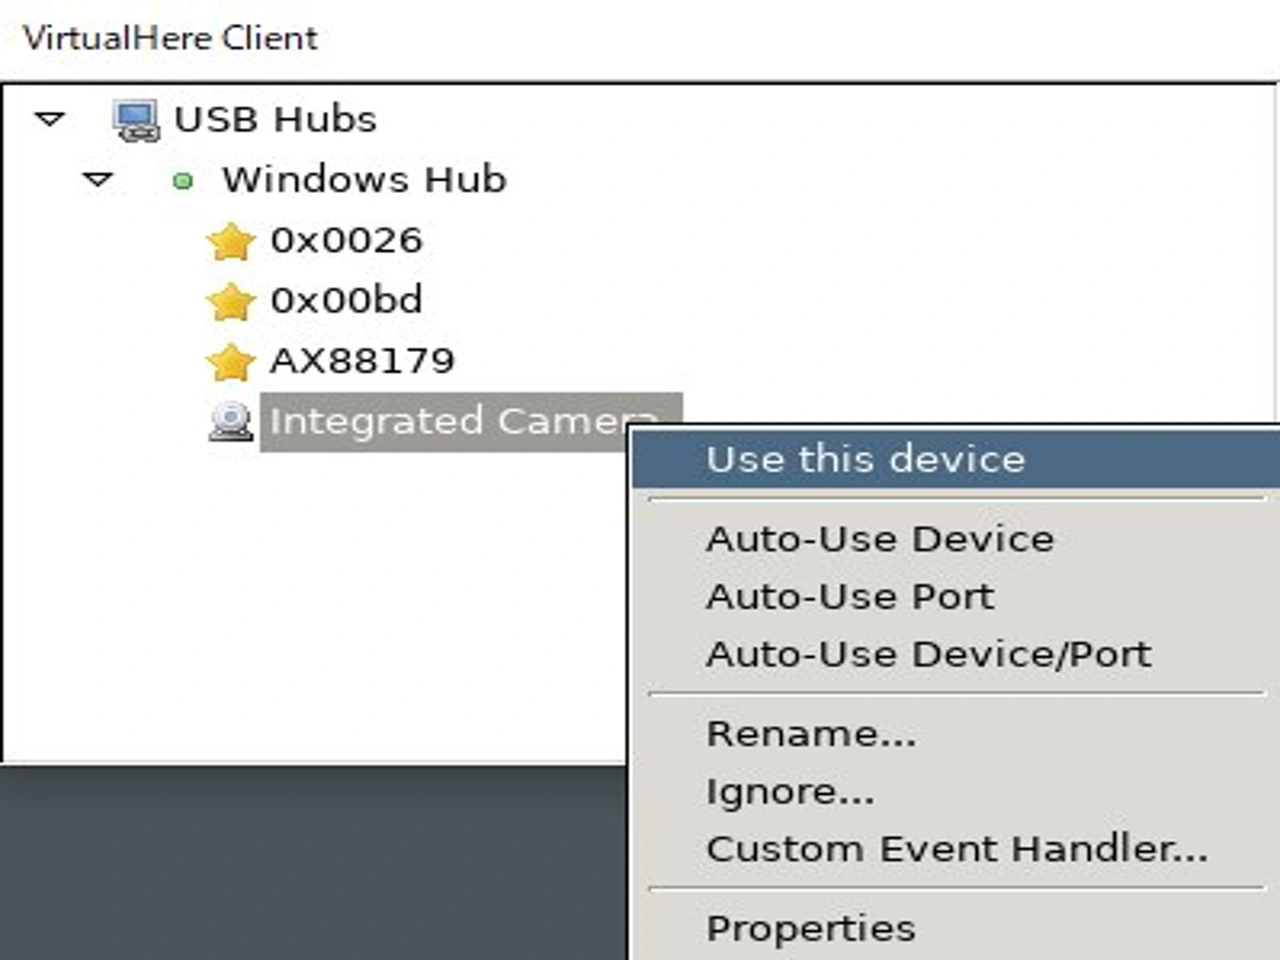 VirtualHere Client
USB Hubs
Windows Hub
0x0026
0x00bd
AX88179
Integrated Camera
Use this device
Auto-Use Device
Auto-Use Port
Auto-Use Device/Port
Rename...
Ignore...
Custom Event Handler...
Properties